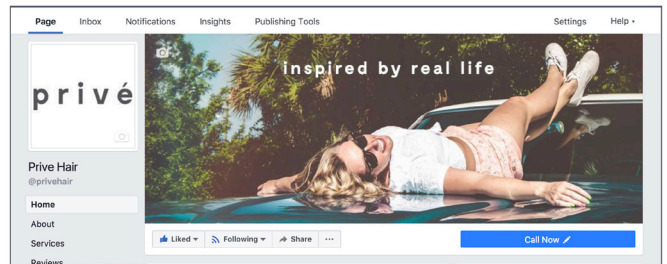 Page Inbox Notifications Insights Publishing Tools Settings Help
inspired by real life
privé
Prive Hair
@privehair
Home
About
Services
Reviews
Liked Following Share ...
Call Now